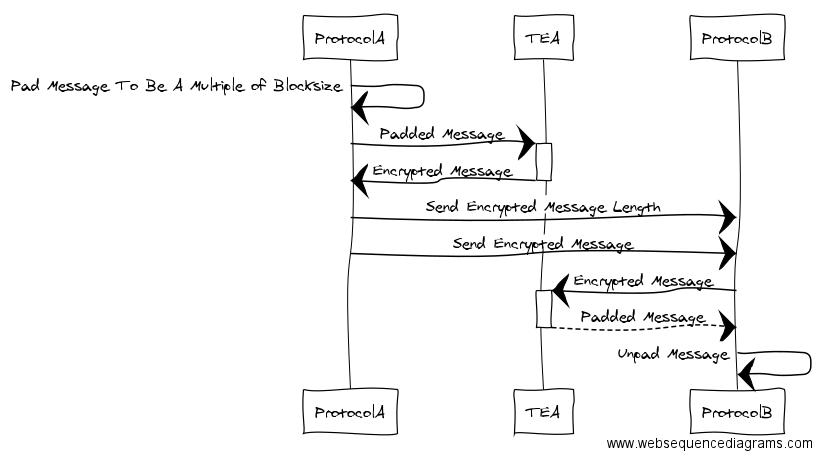 ProtocolA TEA ProtocolB
Pad Message To Be A Multiple of Blocksize
Padded Message
Encrypted Message
Send Encrypted Message Length
Send Encrypted Message
Encrypted Message
Padded Message
Unpad Message
ProtocolA TEA ProtocolB
www.websequencediagrams.com